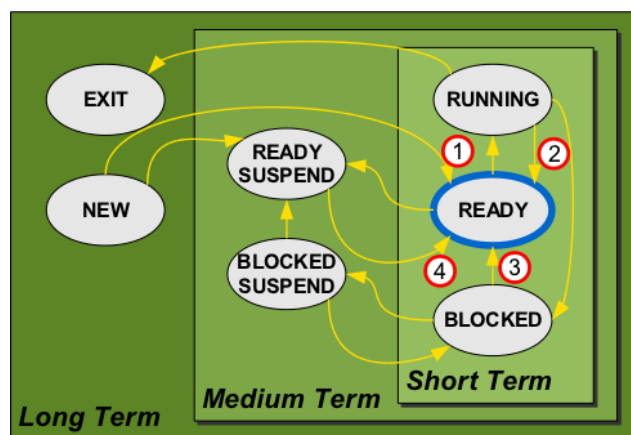 EXIT
RUNNING
1
2
READY
SUSPEND
NEW
READY
BLOCKED
SUSPEND
4
3
BLOCKED
Short Term
Medium Term
Long Term